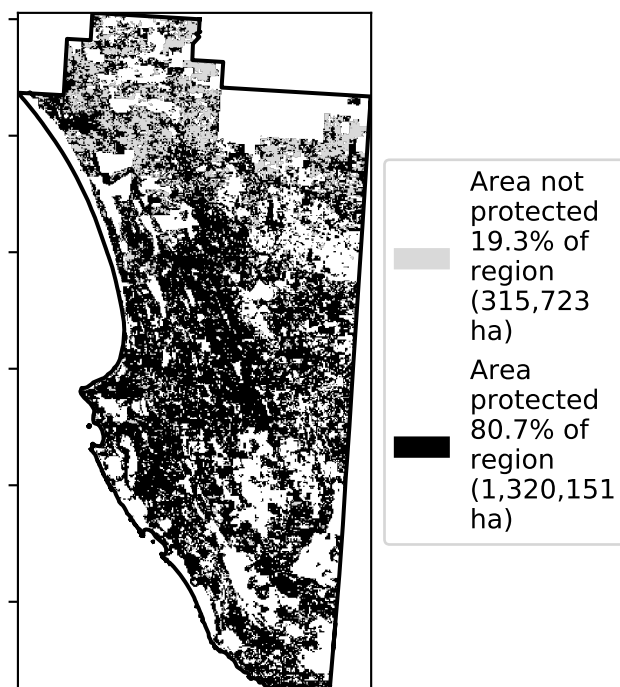 Area not
protected
19.3% of
region
(315,723
ha)
Area
protected
80.7% of
region
(1,320,151
ha)